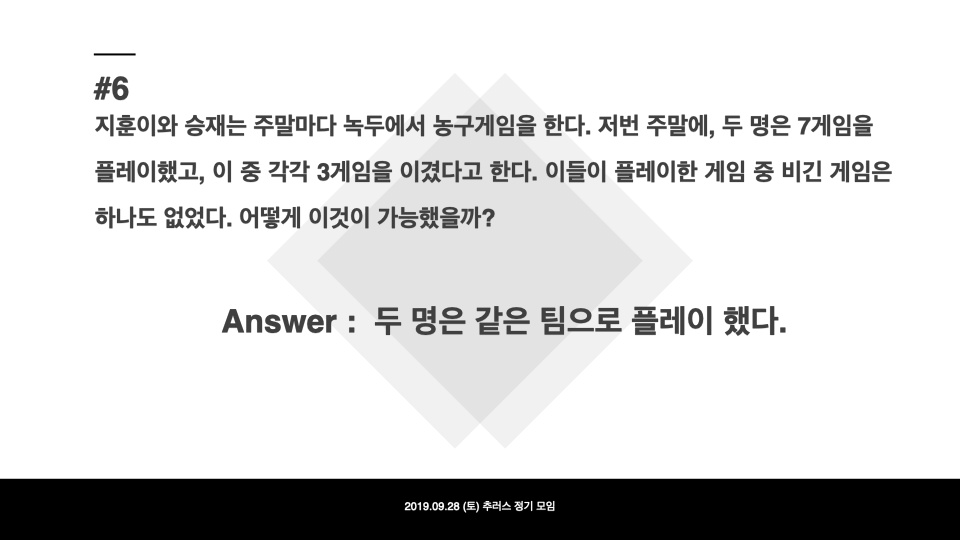 #6
지훈이와 승재는 주말마다 녹두에서 농구게임을 한다. 저번 주말에, 두 명은 7게임을
플레이했고, 이 중 각각 3게임을 이겼다고 한다. 이들이 플레이한 게임 중 비긴 게임은
하나도 없었다. 어떻게 이것이 가능했을까?
Answer : 두 명은 같은 팀으로 플레이 했다.
2019.09.28 (토) 추러스 정기 모임